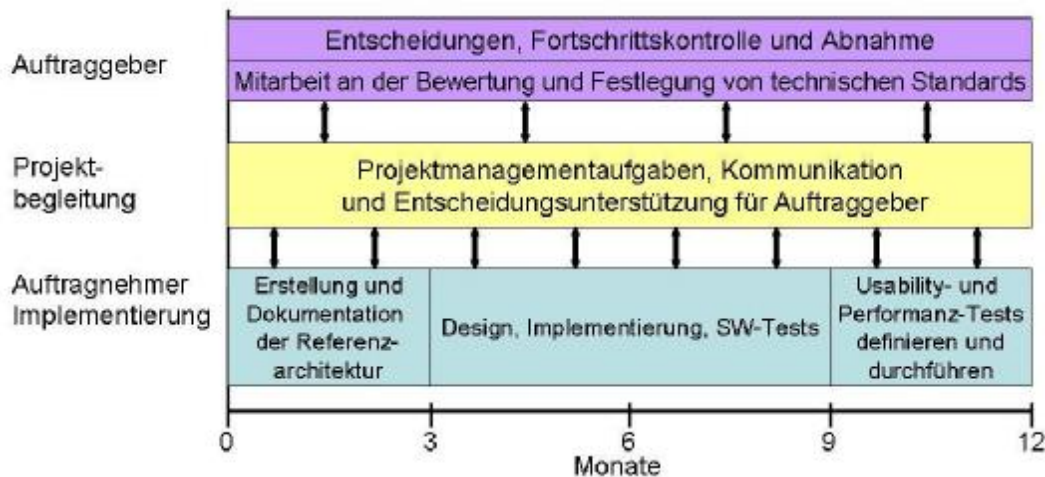 Auftraggeber
Entscheidungen, Fortschrittskontrolle und Abnahme
Mitarbeit an der Bewertung und Festlegung von technischen Standards
Projekt-
begleitung
Projektmanagementaufgaben, Kommunikation
und Entscheidungsunterstützung für Auftraggeber
Auftragnehmer
Implementierung
Erstellung und
Dokumentation
der Referenz-
architektur
Design, Implementierung, SW-Tests
Usability- und
Performanz-Tests
definieren und
durchführen
0 3 6 9 12
Monate